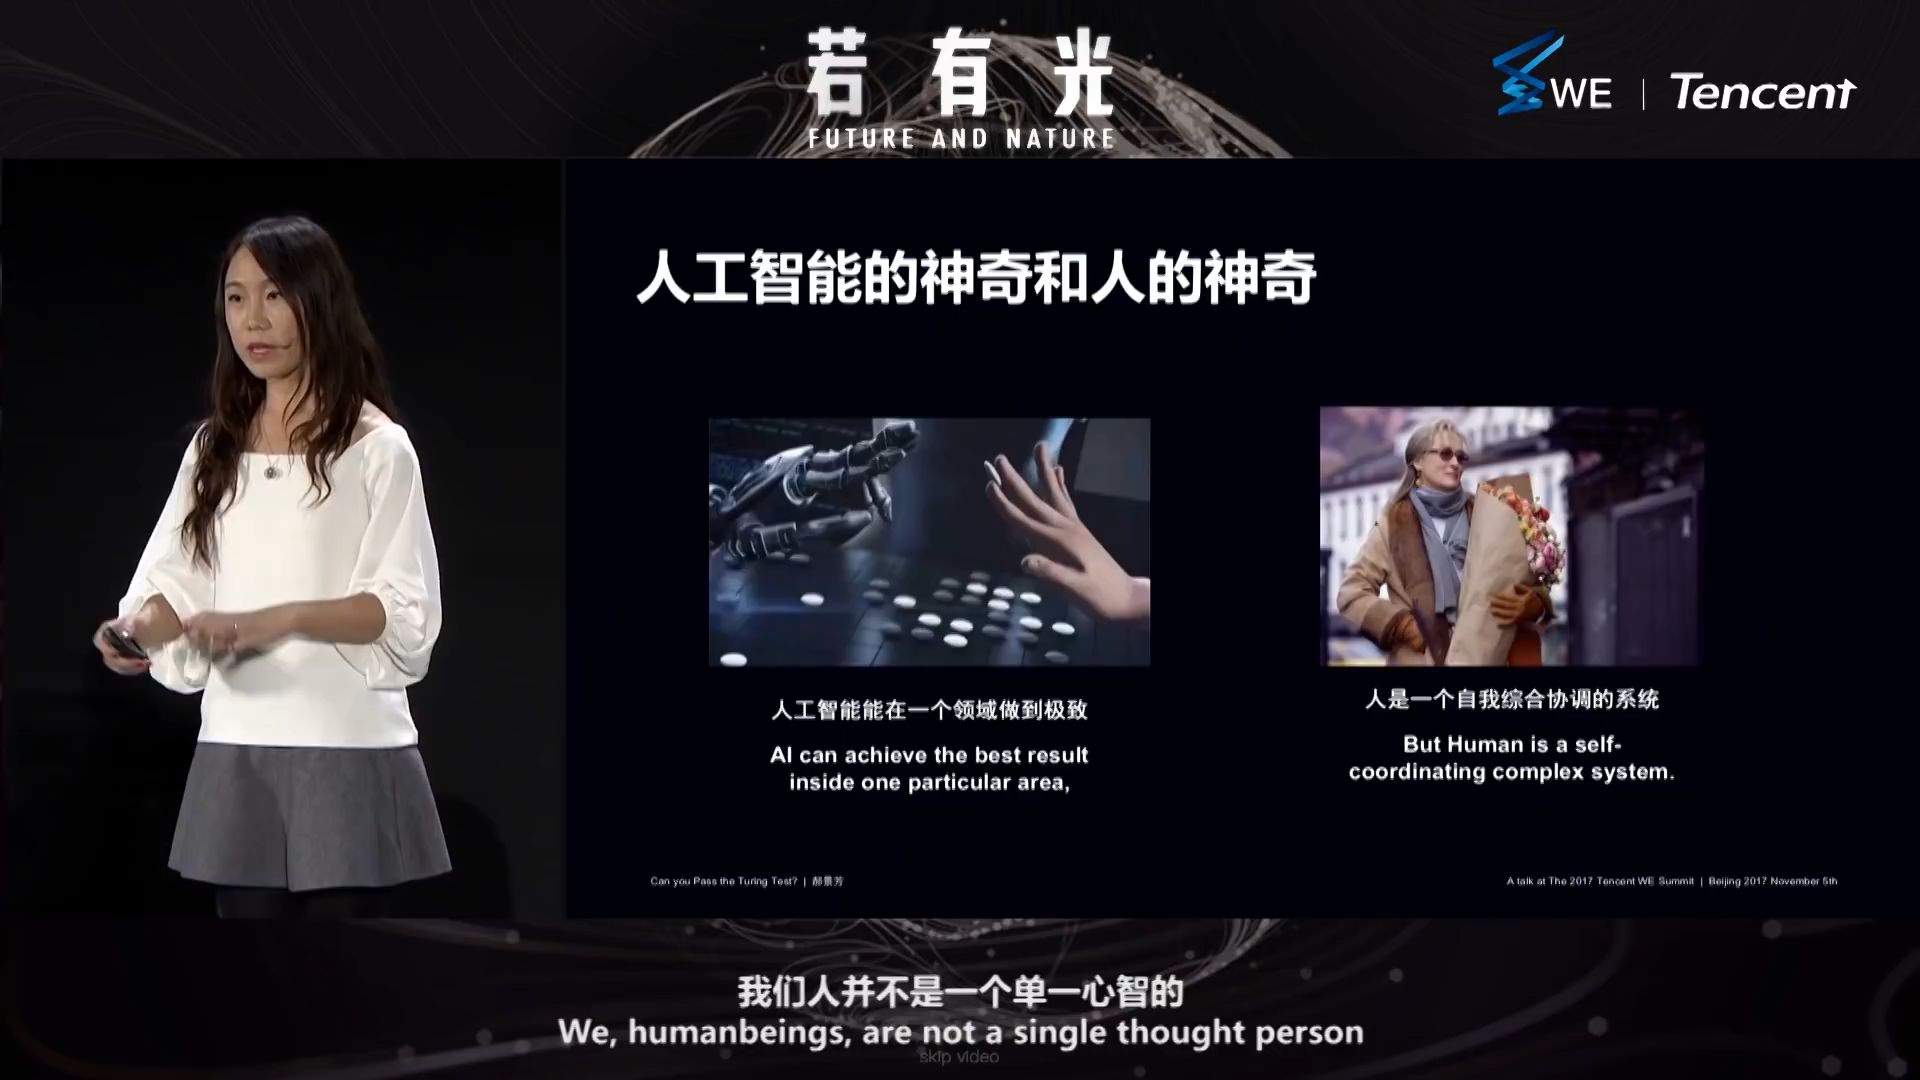 若有光
FUTURE AND NATURE
WE | Tencent
人工智能的神奇和人的神奇
人工智能能在一个领域做到极致
AI can achieve the best result
inside one particular area,
人是一个自我综合协调的系统
But Human is a self-
coordinating complex system.
Can you Pass the Turing Test? | 郝景芳
A talk at The 2017 Tencent WE Summit | Beijing 2017 November 5th
我们人并不是一个单一心智的
We, humanbeings, are not a single thought person
skip video